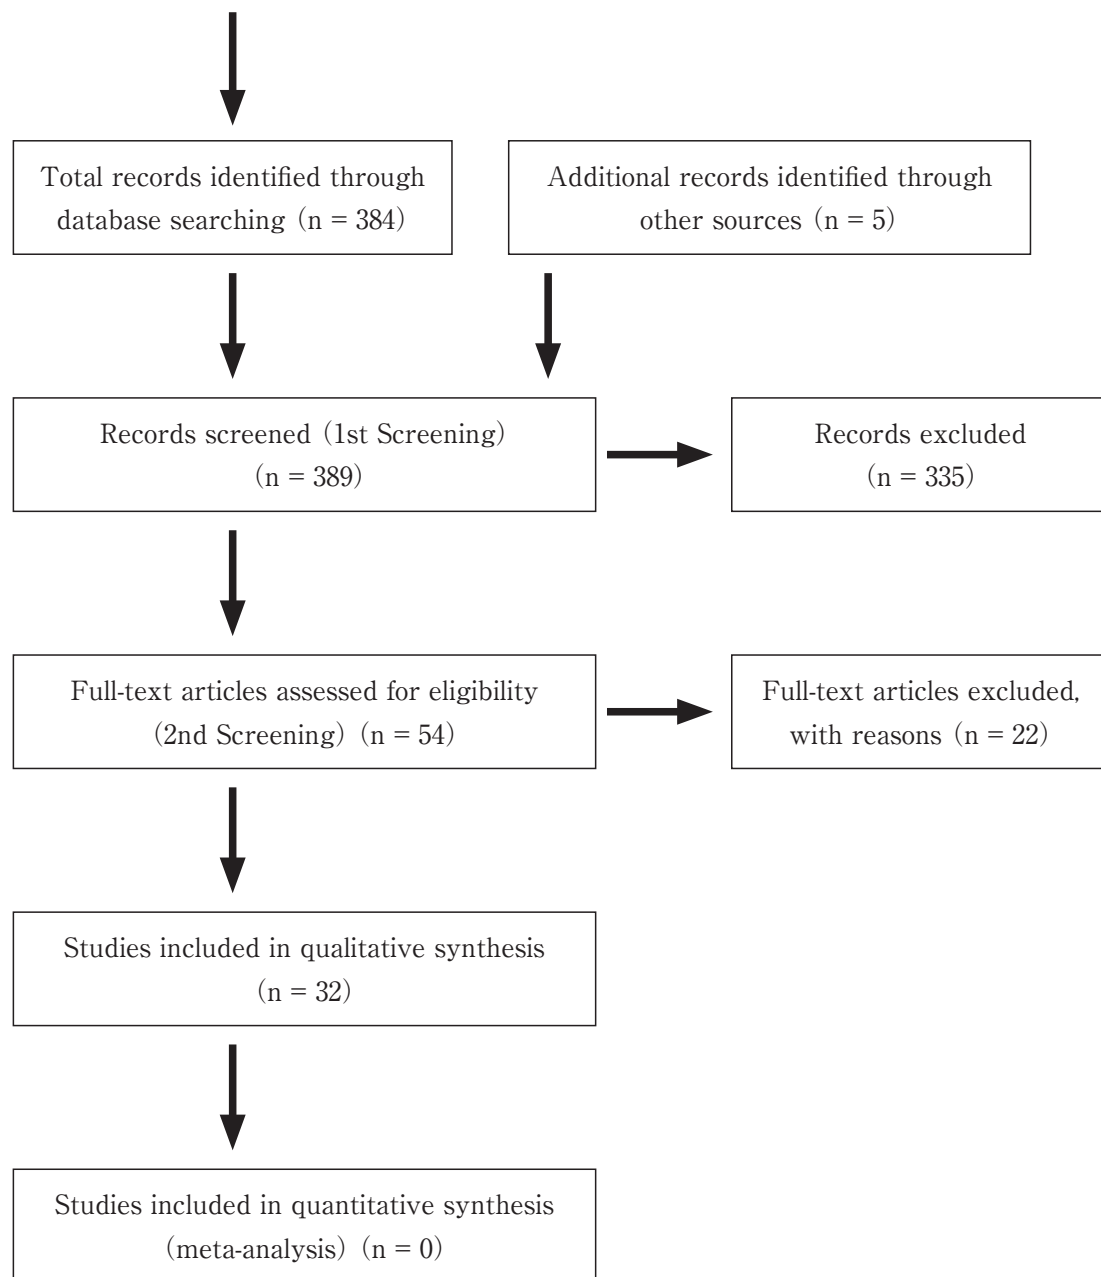 Total records identified through
database searching (n = 384)
Additional records identified through
other sources (n = 5)
Records screened (1st Screening)
(n = 389)
Records excluded
(n = 335)
Full-text articles assessed for eligibility
(2nd Screening) (n = 54)
Full-text articles excluded,
with reasons (n = 22)
Studies included in qualitative synthesis
(n = 32)
Studies included in quantitative synthesis
(meta-analysis) (n = 0)